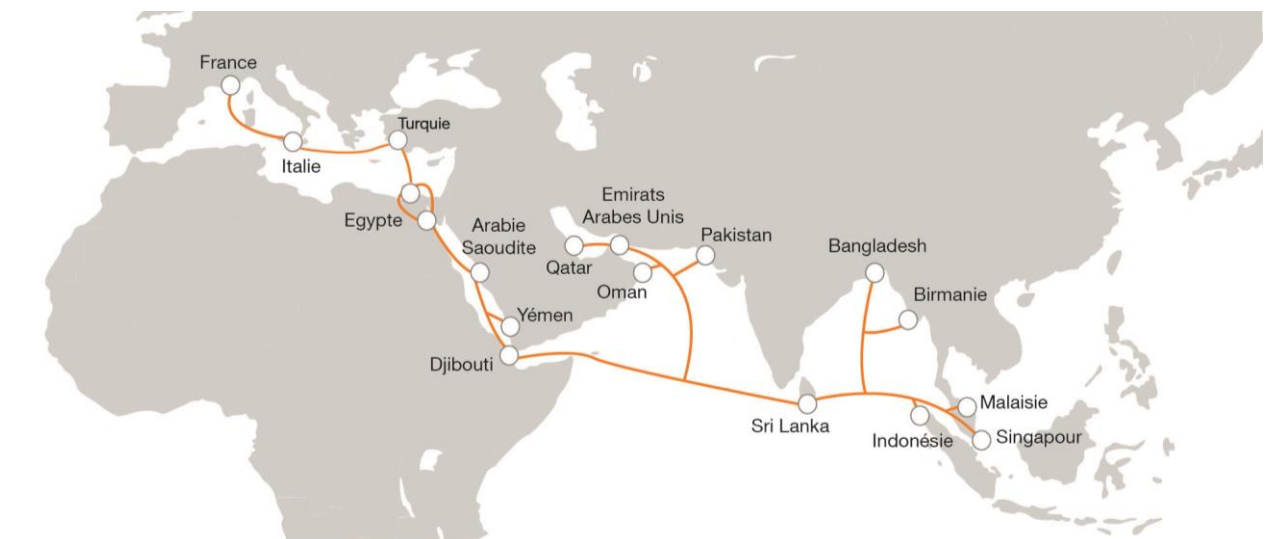 France
Turquie
Italie
Egypte
Arabie
Saoudite
Emirats
Arabes Unis
Qatar
Oman
Pakistan
Bangladesh
Birmanie
Yémen
Djibouti
Sri Lanka
Malaisie
Indonésie
Singapour